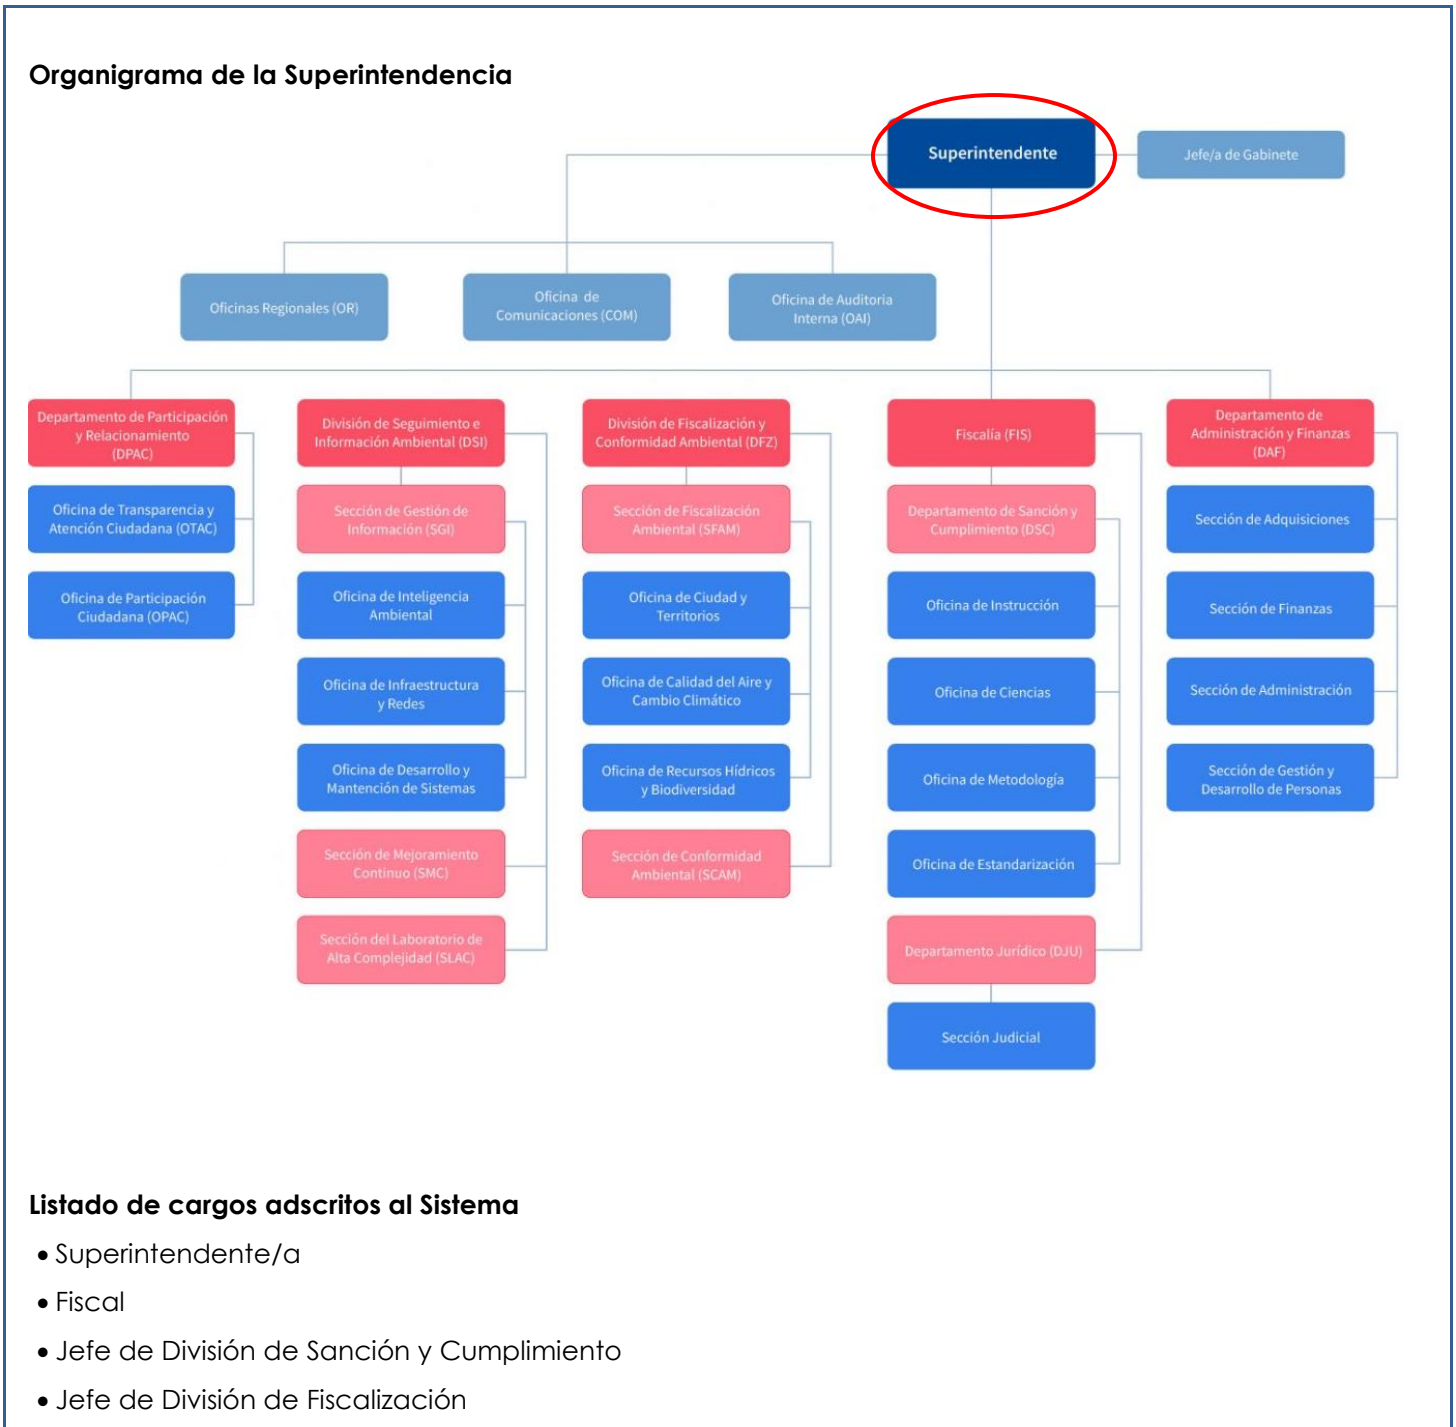 Organigrama de la Superintendencia
Superintendente
Jefe/a de Gabinete
Oficinas Regionales (OR)
Oficina de
Comunicaciones (COM)
Oficina de Auditoria
Interna (OAI)
Departamento de Participación
y Relacionamiento
(DPAC)
Oficina de Transparencia y
Atención Ciudadana (OTAC)
Oficina de Participación
Ciudadana (OPAC)
División de Seguimiento e
Información Ambiental (DSI)
Sección de Gestión de
Información (SGI)
Oficina de Inteligencia
Ambiental
Oficina de Infraestructura
y Redes
Oficina de Desarrollo y
Mantención de Sistemas
Sección de Mejoramiento
Continuo (SMC)
Sección del Laboratorio de
Alta Complejidad (SLAC)
División de Fiscalización y
Conformidad Ambiental (DFZ)
Sección de Fiscalización
Ambiental (SFAM)
Oficina de Ciudad y
Territorios
Oficina de Calidad del Aire y
Cambio Climático
Oficina de Recursos Hídricos
y Biodiversidad
Sección de Conformidad
Ambiental (SCAM)
Fiscalía (FIS)
Departamento de Sanción y
Cumplimiento (DSC)
Oficina de Instrucción
Oficina de Ciencias
Oficina de Metodología
Oficina de Estandarización
Departamento Jurídico (DJU)
Sección Judicial
Departamento de
Administración y Finanzas
(DAF)
Sección de Adquisiciones
Sección de Finanzas
Sección de Administración
Sección de Gestión y
Desarrollo de Personas
Listado de cargos adscritos al Sistema
• Superintendente/a
• Fiscal
• Jefe de División de Sanción y Cumplimiento
• Jefe de División de Fiscalización